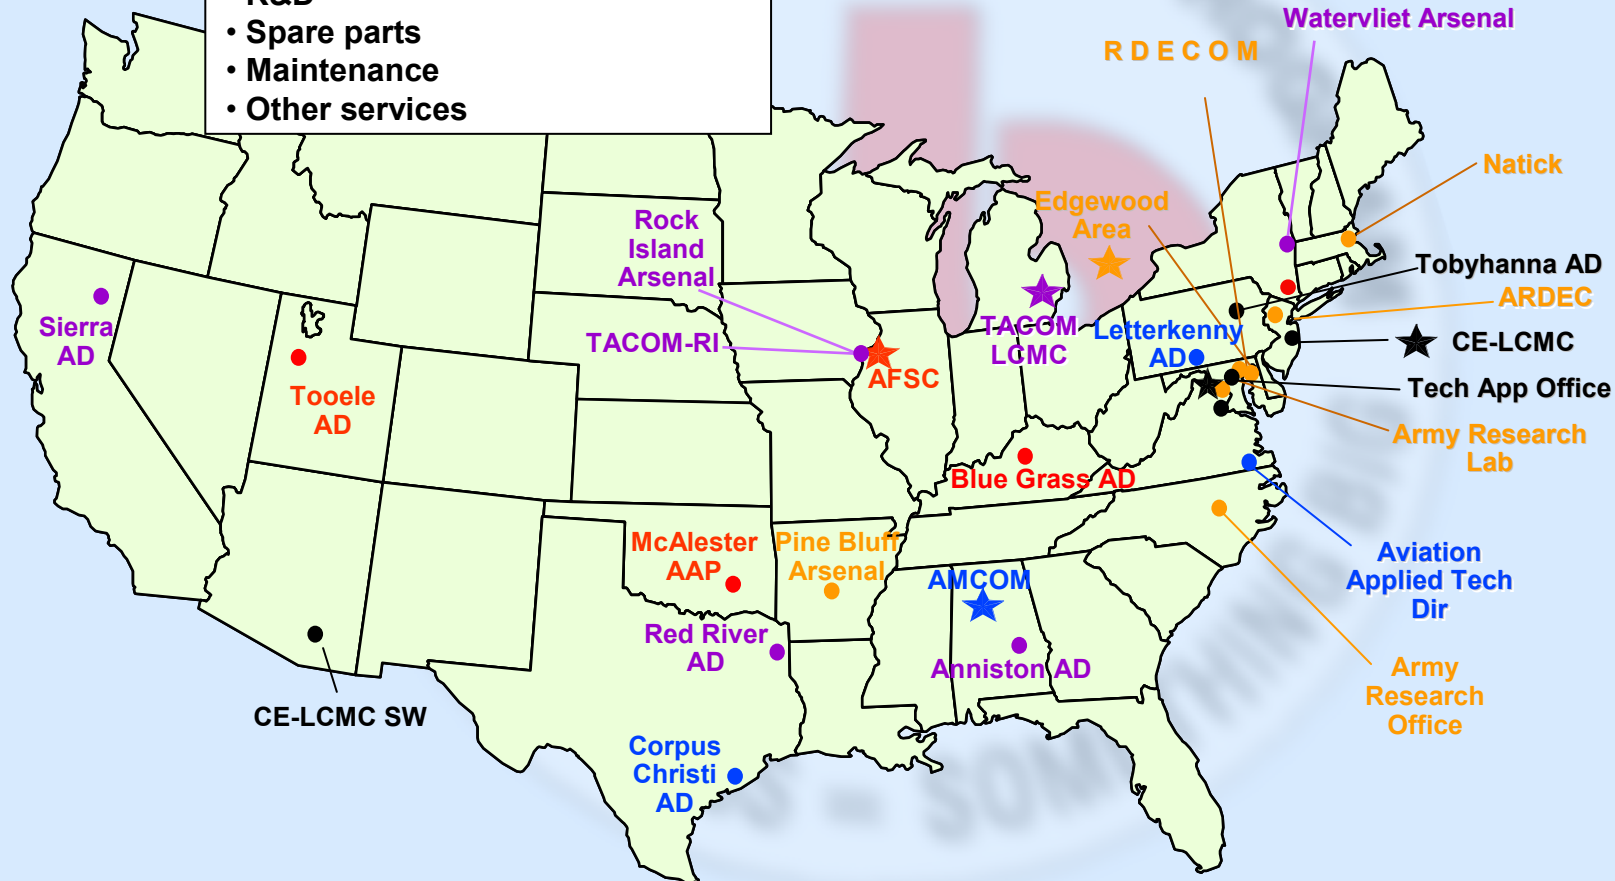 R&D
• Spare parts
• Maintenance
• Other services
Watervliet Arsenal
R D E C O M
Natick
Edgewood
Area
Rock
Island
Arsenal
Tobyhanna AD
ARDEC
Sierra
AD
TACOM-RI
TACOM
LCMC
Letterkenny
AD
CE-LCMC
AFSC
Tooele
AD
Tech App Office
Army Research
Lab
Blue Grass AD
McAlester
AAP
Pine Bluff
Arsenal
AMCOM
Aviation
Applied Tech
Dir
Red River
AD
Anniston AD
Army
Research
Office
CE-LCMC SW
Corpus
Christi
AD
= SOMETHING BIG